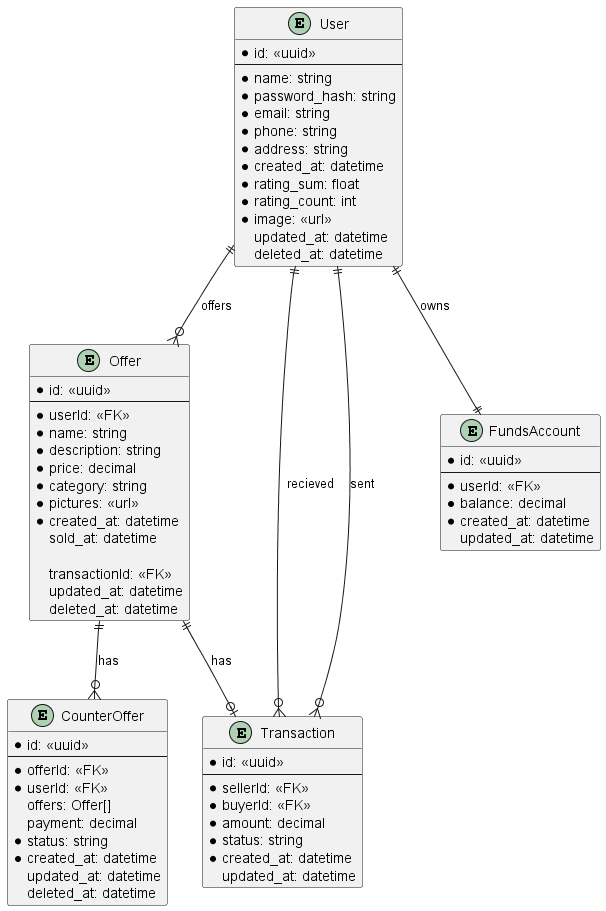 E User
* id: «uuid»
* name: string
* password_hash: string
* email: string
* phone: string
* address: string
* created_at: datetime
* rating_sum: float
* rating_count: int
* image: «url»
updated_at: datetime
deleted_at: datetime
offers
owns
E Offer
* id: «uuid»
* userId: «FK»
* name: string
* description: string
* price: decimal
* category: string
* pictures: «url»
* created_at: datetime
sold_at: datetime
transactionId: «FK»
updated_at: datetime
deleted_at: datetime
recieved
sent
E FundsAccount
* id: «uuid»
* userId: «FK»
* balance: decimal
* created_at: datetime
updated_at: datetime
has
has
E CounterOffer
* id: «uuid»
* offerId: «FK»
* userId: «FK»
offers: Offer[]
payment: decimal
* status: string
* created_at: datetime
updated_at: datetime
deleted_at: datetime
E Transaction
* id: «uuid»
* sellerId: «FK»
* buyerId: «FK»
* amount: decimal
* status: string
* created_at: datetime
updated_at: datetime